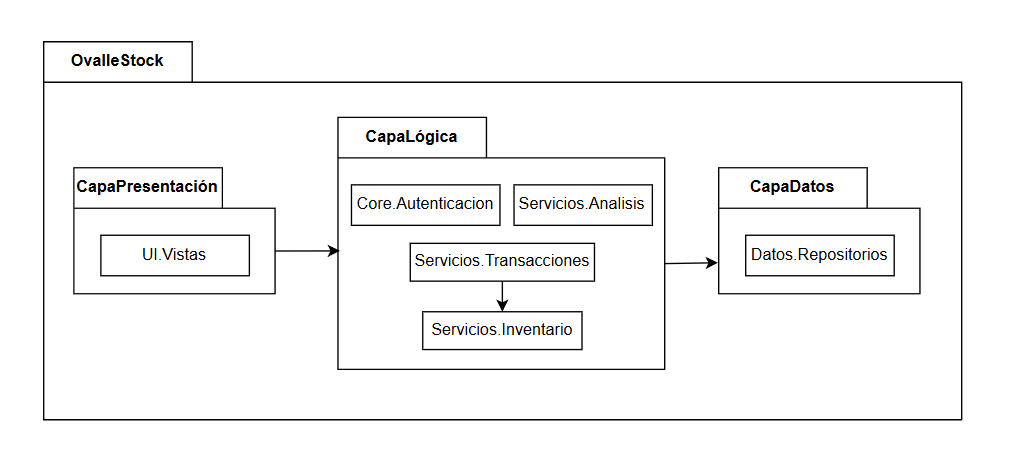 OvalleStock
CapaPresentación
UI.Vistas
CapaLógica
Core.Autenticacion
Servicios.Analisis
Servicios.Transacciones
Servicios.Inventario
CapaDatos
Datos.Repositorios